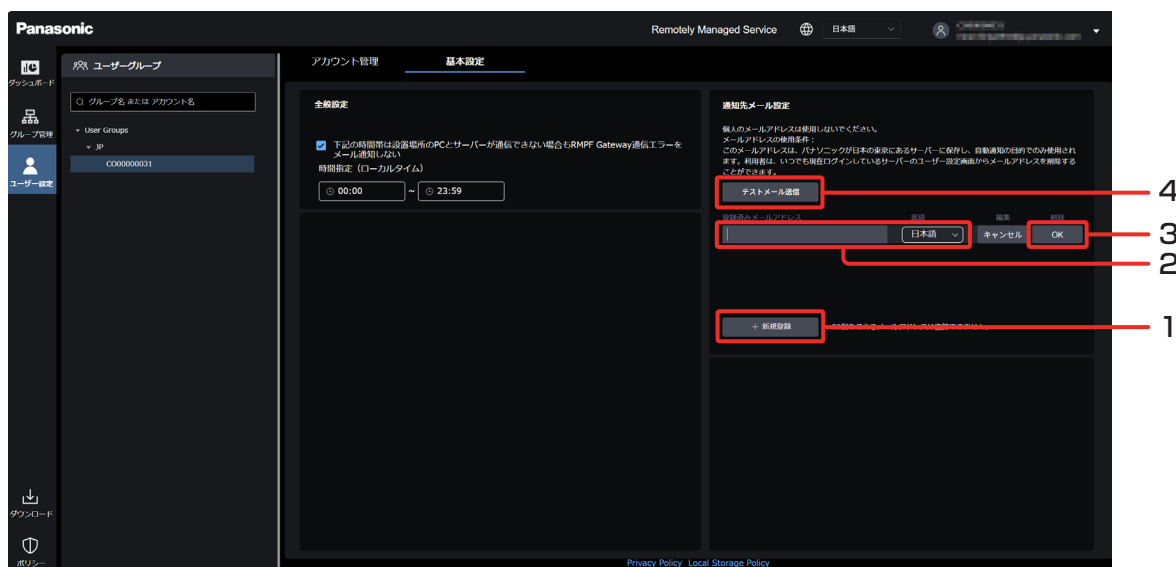 Panasonic
Remotely Managed Service
日本語
ダッシュボード
グループ管理
ユーザー設定
ダウンロード
ポリシー
ユーザーグループ
グループ名 または アカウント名
User Groups
JP
CO00000031
アカウント管理
基本設定
全般設定
下記の時間帯は設置場所のPCとサーバーが通信できない場合もRMPF Gateway通信エラーを
メール通知しない
時間指定（ローカルタイム）
00:00 ~ 23:59
通知先メール設定
個人のメールアドレスは使用しないでください。
メールアドレスの使用条件：
このメールアドレスは、パナソニックが日本の東京にあるサーバーに保存し、自動通知の目的でのみ使用され
ます。利用者は、いつでも現在ログインしているサーバーのユーザー設定画面からメールアドレスを削除する
ことができます。
テストメール送信
4
登録済みメールアドレス 言語 編集 削除
日本語 キャンセル OK
3
2
+ 新規登録
1
Privacy Policy Local Storage Policy